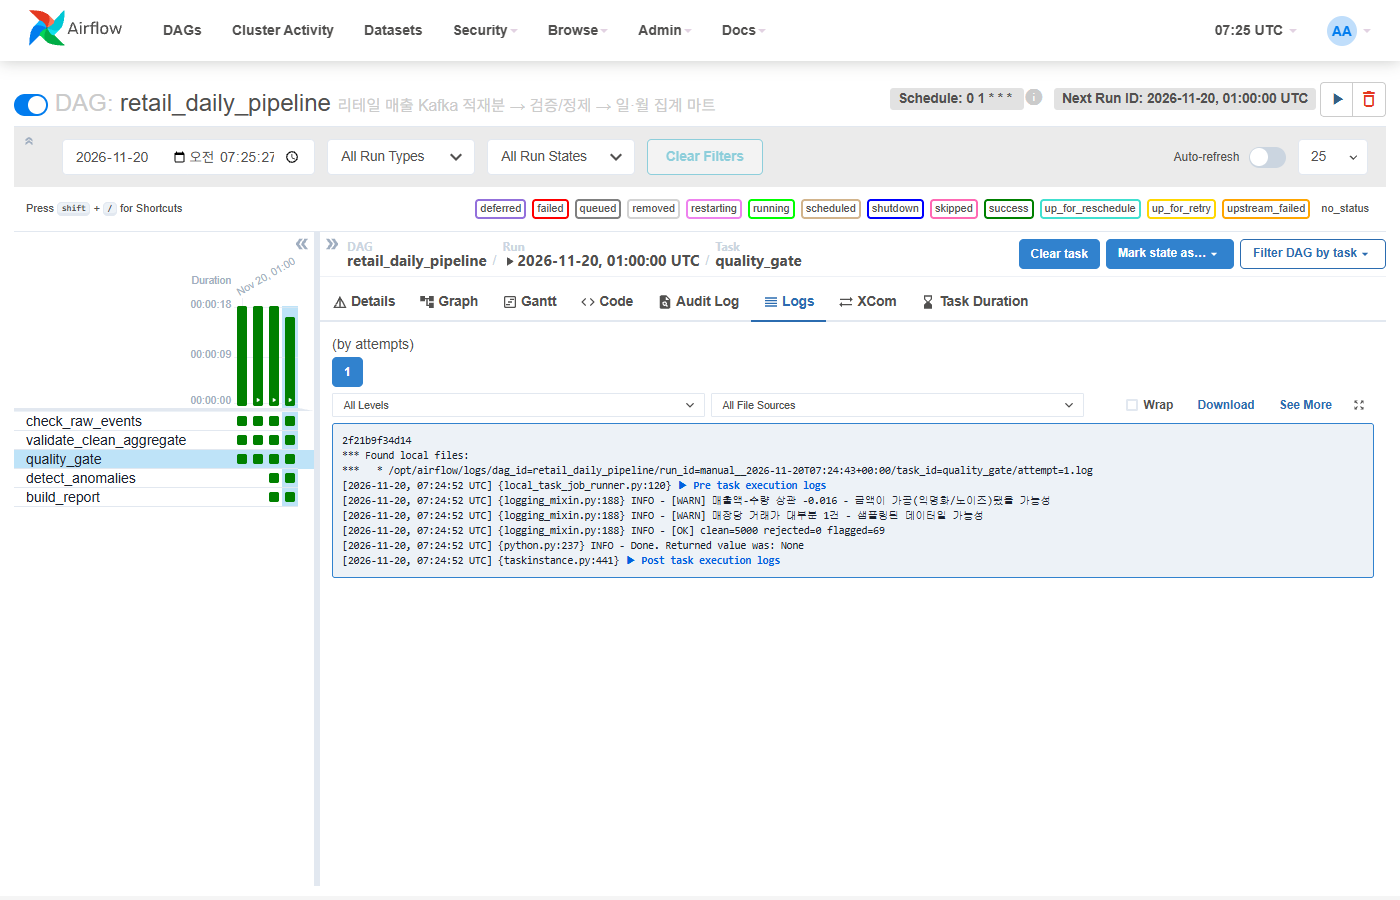 Airflow DAGs Cluster Activity Datasets Security Browse Admin Docs 07:25 UTC AA
DAG: retail_daily_pipeline 리테일 매출 Kafka 적재분 → 검증/정제 → 일·월 집계 마트 Schedule: 0 1 * * * i Next Run ID: 2026-11-20, 01:00:00 UTC
2026-11-20 오전 07:25:27 All Run Types All Run States Clear Filters Auto-refresh 25
Press shift + / for Shortcuts deferred failed queued removed restarting running scheduled shutdown skipped success up_for_reschedule up_for_retry upstream_failed no_status
DAG Run Task
retail_daily_pipeline / 2026-11-20, 01:00:00 UTC / quality_gate Clear task Mark state as... Filter DAG by task
Duration Nov 20, 01:00
00:00:18
00:00:09
00:00:00
check_raw_events
validate_clean_aggregate
quality_gate
detect_anomalies
build_report
Details Graph Gantt Code Audit Log Logs XCom Task Duration
(by attempts)
1
All Levels All File Sources Wrap Download See More
2f21b9f34d14
*** Found local files:
***   * /opt/airflow/logs/dag_id=retail_daily_pipeline/run_id=manual__2026-11-20T07:24:43+00:00/task_id=quality_gate/attempt=1.log
[2026-11-20, 07:24:52 UTC] {local_task_job_runner.py:120} ▶ Pre task execution logs
[2026-11-20, 07:24:52 UTC] {logging_mixin.py:188} INFO - [WARN] 매출액-수량 상관 -0.016 - 금액이 가공(익명화/노이즈)됐을 가능성
[2026-11-20, 07:24:52 UTC] {logging_mixin.py:188} INFO - [WARN] 매장당 거래가 대부분 1건 - 샘플링된 데이터일 가능성
[2026-11-20, 07:24:52 UTC] {logging_mixin.py:188} INFO - [OK] clean=5000 rejected=0 flagged=69
[2026-11-20, 07:24:52 UTC] {python.py:237} INFO - Done. Returned value was: None
[2026-11-20, 07:24:52 UTC] {taskinstance.py:441} ▶ Post task execution logs